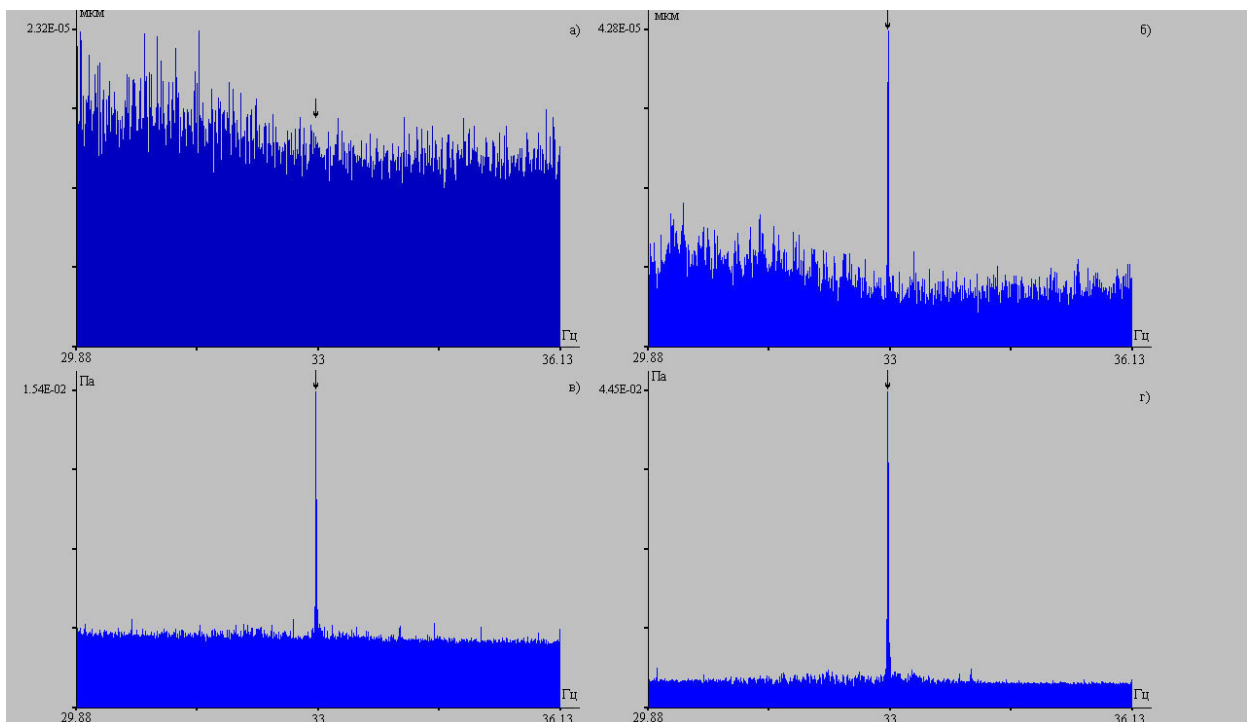 мкм
2.32E-05
а)
Гц
29.88
33
36.13
мкм
4.28E-05
б)
Гц
29.88
33
36.13
Па
1.54E-02
в)
Гц
29.88
33
36.13
Па
4.45E-02
г)
Гц
29.88
33
36.13